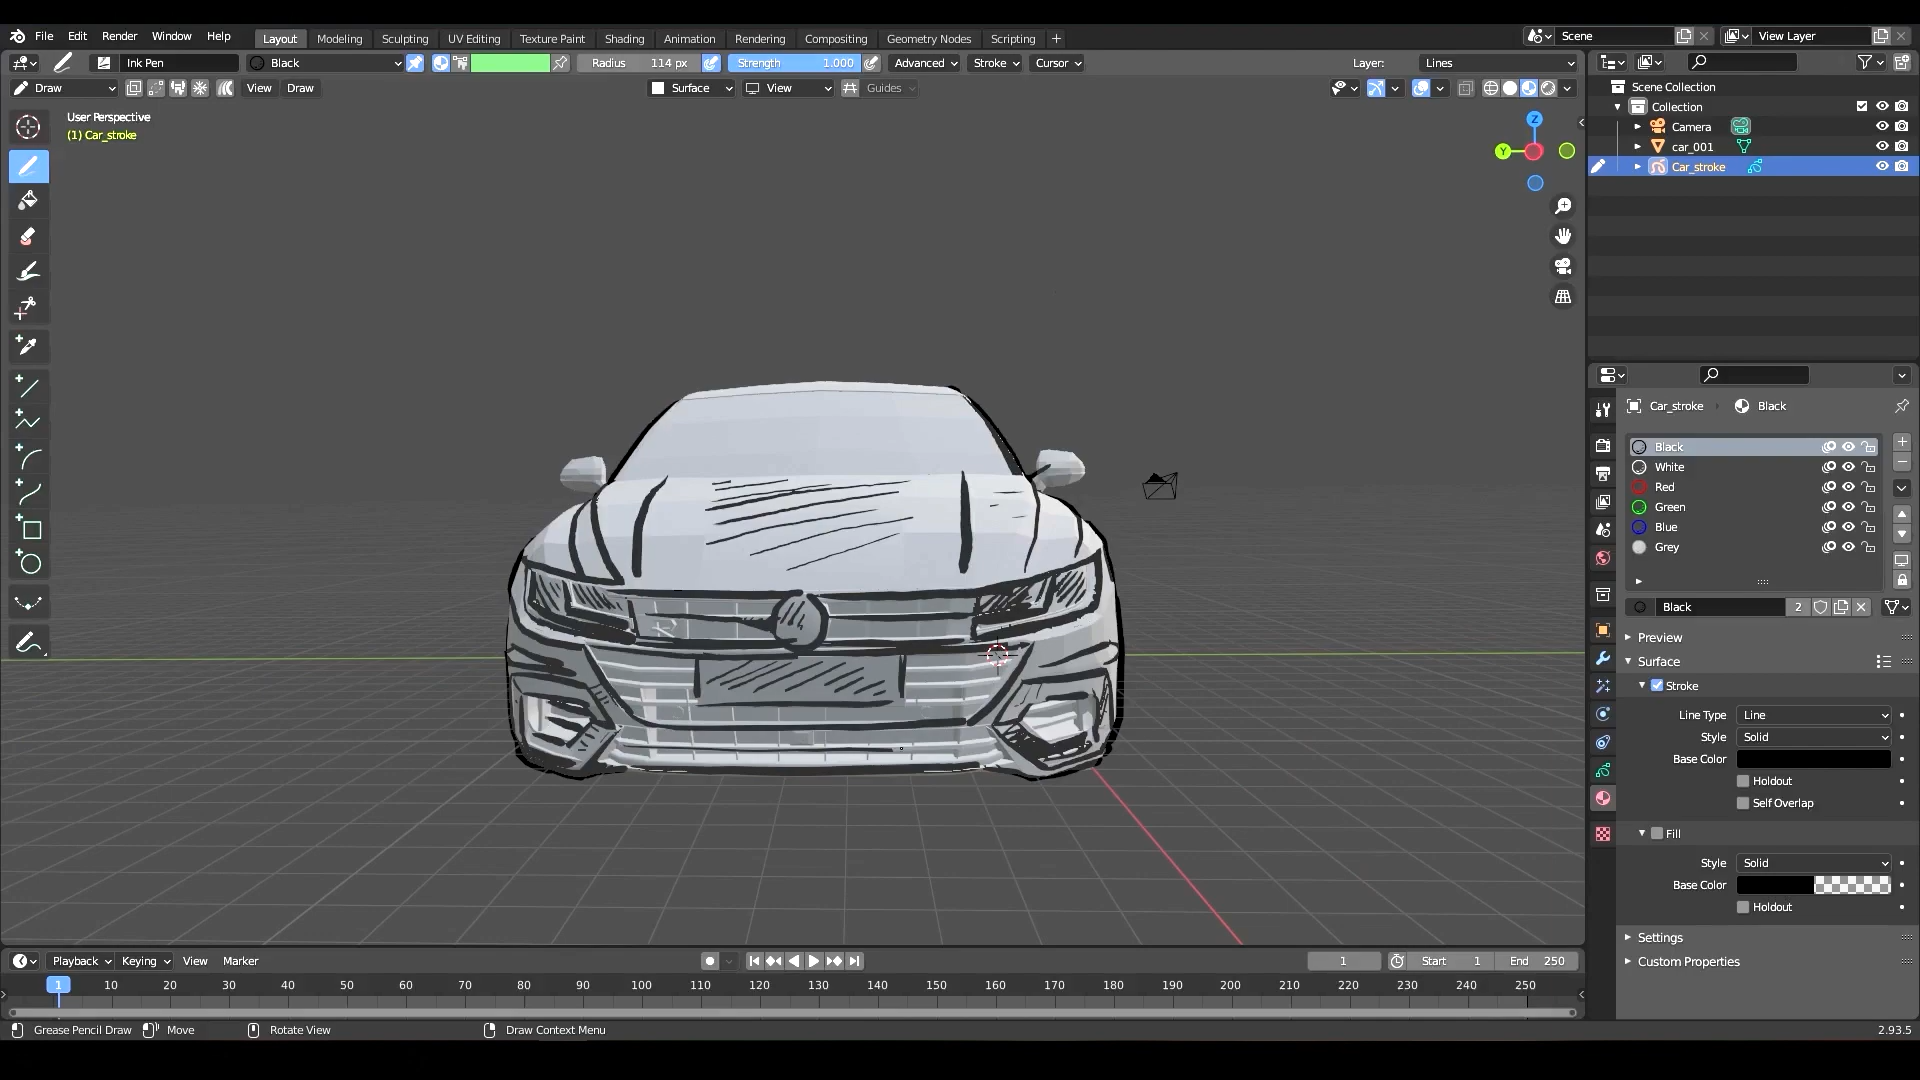 File Edit Render Window Help Layout Modeling Sculpting UV Editing Texture Paint Shading Animation Rendering Compositing Geometry Nodes Scripting + Scene View Layer
Ink Pen Black Radius 114 px Strength 1.000 Advanced Stroke Cursor Layer: Lines
Draw View Draw Surface View Guides
User Perspective
(1) Car_stroke
Z
Y
Scene Collection
Collection
Camera
car_001
Car_stroke
Car_stroke › Black
Black
White
Red
Green
Blue
Grey
Black 2
Preview
Surface
Stroke
Line Type Line
Style Solid
Base Color
Holdout
Self Overlap
Fill
Style Solid
Base Color
Holdout
Settings
Custom Properties
Playback Keying View Marker 1 Start 1 End 250
1 10 20 30 40 50 60 70 80 90 100 110 120 130 140 150 160 170 180 190 200 210 220 230 240 250
Grease Pencil Draw Move Rotate View Draw Context Menu 2.93.5